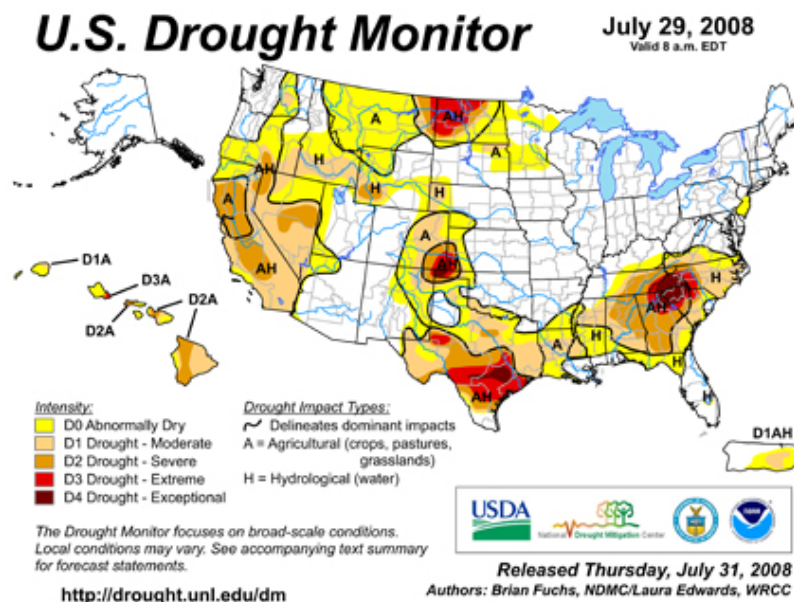 U.S. Drought Monitor
July 29, 2008
Valid 8 a.m. EDT
A
AH
H
A
AH
H
A
H
H
A
AH
AH
H
AH
A
H
H
AH
H
D1A
D3A
D2A
D2A
D1AH
Intensity:
D0 Abnormally Dry
D1 Drought - Moderate
D2 Drought - Severe
D3 Drought - Extreme
D4 Drought - Exceptional
Drought Impact Types:
Delineates dominant impacts
A = Agricultural (crops, pastures,
grasslands)
H = Hydrological (water)
USDA
National Drought Mitigation Center
noaa
The Drought Monitor focuses on broad-scale conditions.
Local conditions may vary. See accompanying text summary
for forecast statements.
http://drought.unl.edu/dm
Released Thursday, July 31, 2008
Authors: Brian Fuchs, NDMC/Laura Edwards, WRCC